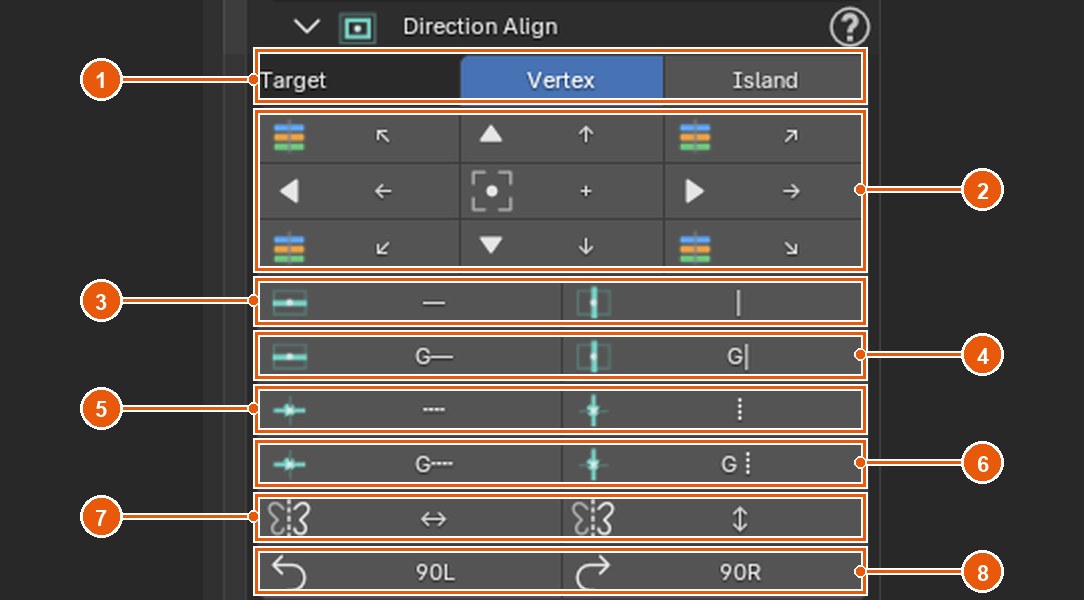 Direction Align ?
1 Target Vertex Island
↖ ↑ ↗
← + → 2
↙ ↓ ↘
3 — |
G— G| 4
5 ---- ⋮
G---- G⋮ 6
7 ↔ ↕
90L 90R 8